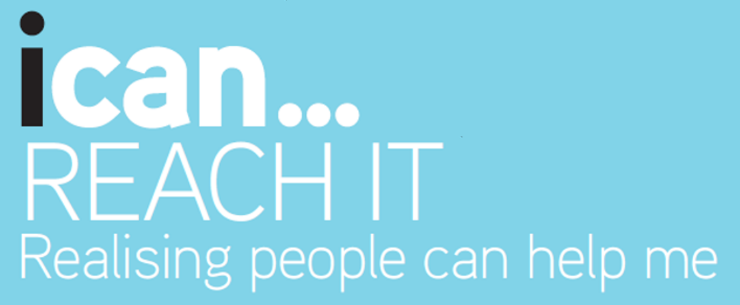 ican...
REACH IT
Realising people can help me